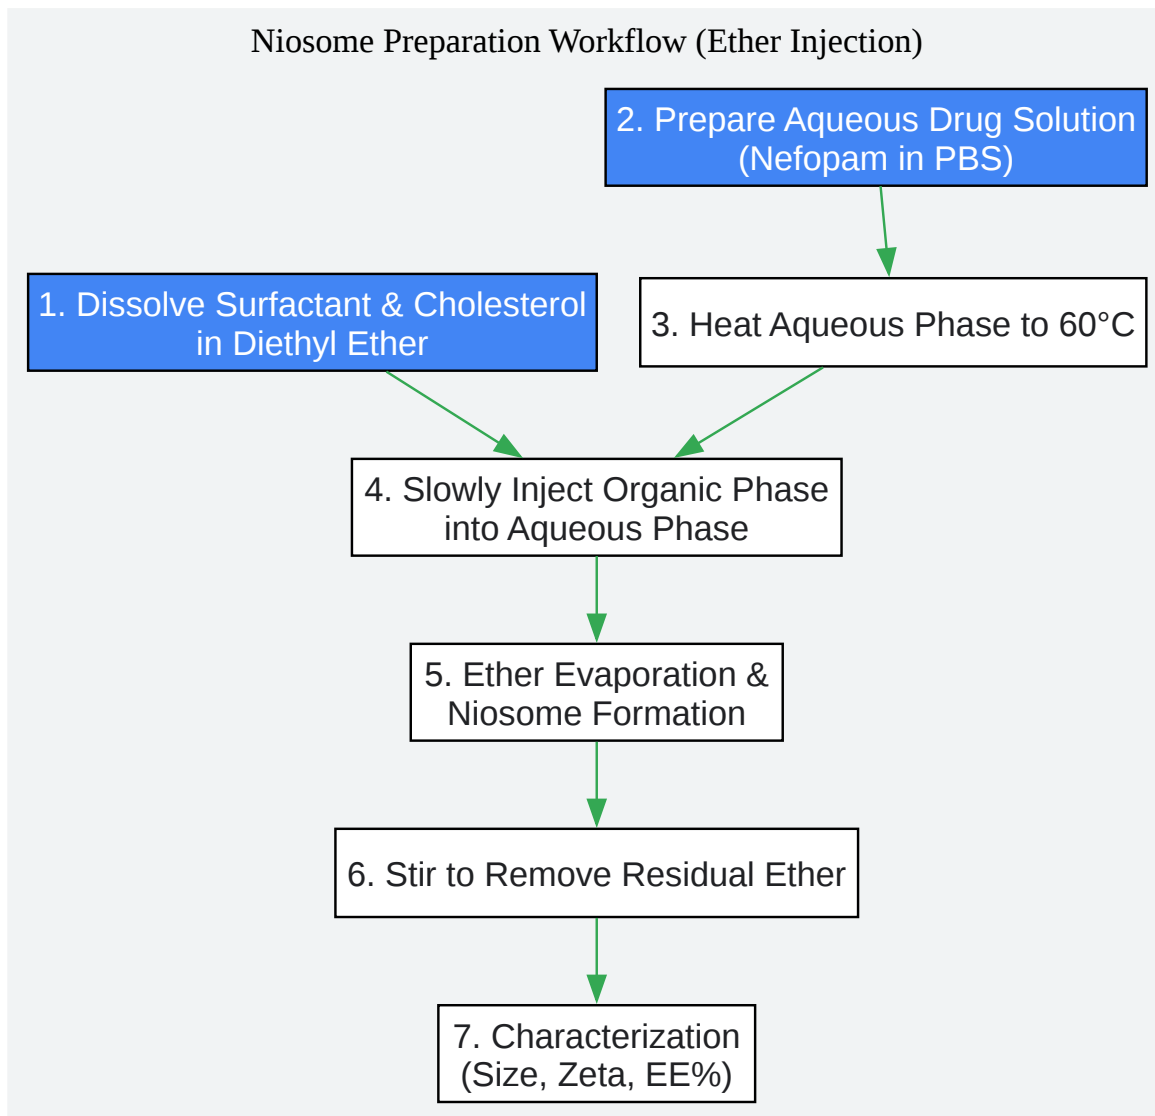 Niosome Preparation Workflow (Ether Injection)
2. Prepare Aqueous Drug Solution
(Nefopam in PBS)
1. Dissolve Surfactant & Cholesterol
in Diethyl Ether
3. Heat Aqueous Phase to 60°C
4. Slowly Inject Organic Phase
into Aqueous Phase
5. Ether Evaporation &
Niosome Formation
6. Stir to Remove Residual Ether
7. Characterization
(Size, Zeta, EE%)